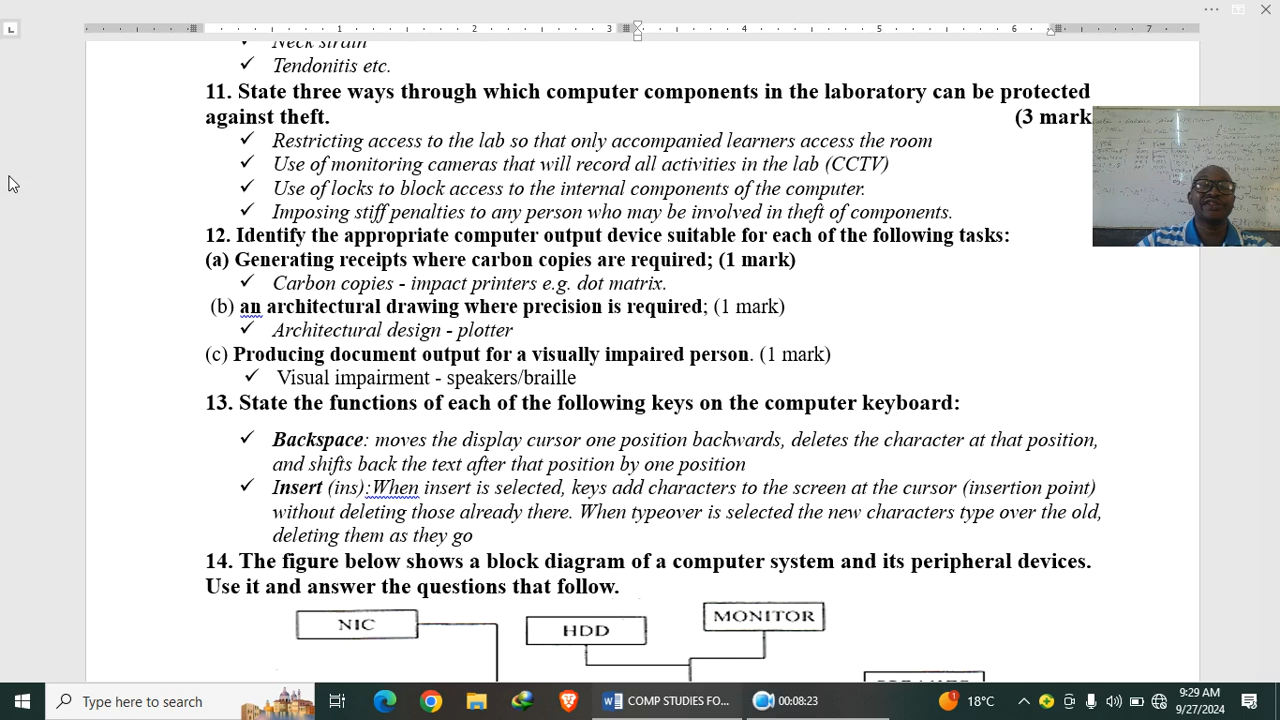 1 2 3 4 5 6 7
Neck strain
✓ Tendonitis etc.
11. State three ways through which computer components in the laboratory can be protected
against theft. (3 mark
✓ Restricting access to the lab so that only accompanied learners access the room
✓ Use of monitoring cameras that will record all activities in the lab (CCTV)
✓ Use of locks to block access to the internal components of the computer.
✓ Imposing stiff penalties to any person who may be involved in theft of components.
12. Identify the appropriate computer output device suitable for each of the following tasks:
(a) Generating receipts where carbon copies are required; (1 mark)
✓ Carbon copies - impact printers e.g. dot matrix.
(b) an architectural drawing where precision is required; (1 mark)
✓ Architectural design - plotter
(c) Producing document output for a visually impaired person. (1 mark)
✓ Visual impairment - speakers/braille
13. State the functions of each of the following keys on the computer keyboard:
✓ Backspace: moves the display cursor one position backwards, deletes the character at that position,
and shifts back the text after that position by one position
✓ Insert (ins):When insert is selected, keys add characters to the screen at the cursor (insertion point)
without deleting those already there. When typeover is selected the new characters type over the old,
deleting them as they go
14. The figure below shows a block diagram of a computer system and its peripheral devices.
Use it and answer the questions that follow.
NIC
HDD
MONITOR
Type here to search
COMP STUDIES FO...
00:08:23
1
18°C
9:29 AM
9/27/2024